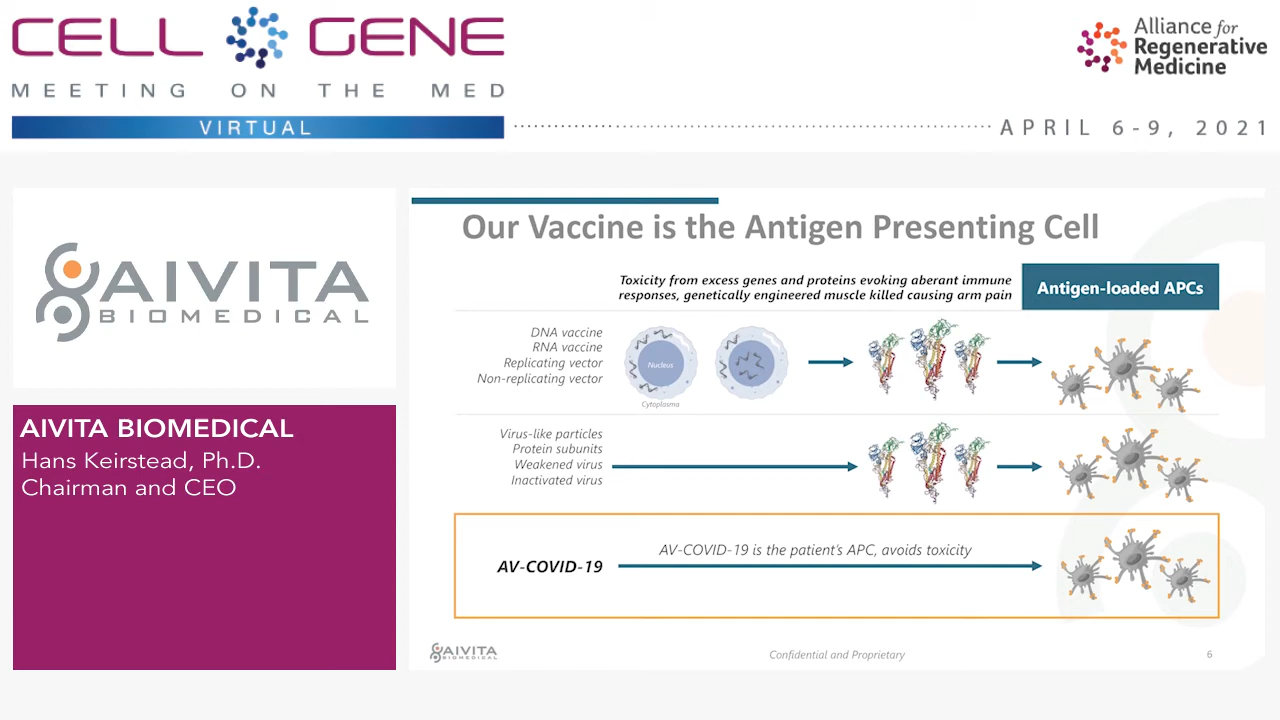 CELL GENE
MEETING ON THE MED
VIRTUAL
Alliance for
Regenerative
Medicine
APRIL 6-9, 2021
AIVITA
BIOMEDICAL
AIVITA BIOMEDICAL
Hans Keirstead, Ph.D.
Chairman and CEO
Our Vaccine is the Antigen Presenting Cell
Toxicity from excess genes and proteins evoking aberant immune
responses, genetically engineered muscle killed causing arm pain
Antigen-loaded APCs
DNA vaccine
RNA vaccine
Replicating vector
Non-replicating vector
Nucleus
Cytoplasma
Virus-like particles
Protein subunits
Weakened virus
Inactivated virus
AV-COVID-19
AV-COVID-19 is the patient's APC, avoids toxicity
AIVITA
BIOMEDICAL
Confidential and Proprietary
6